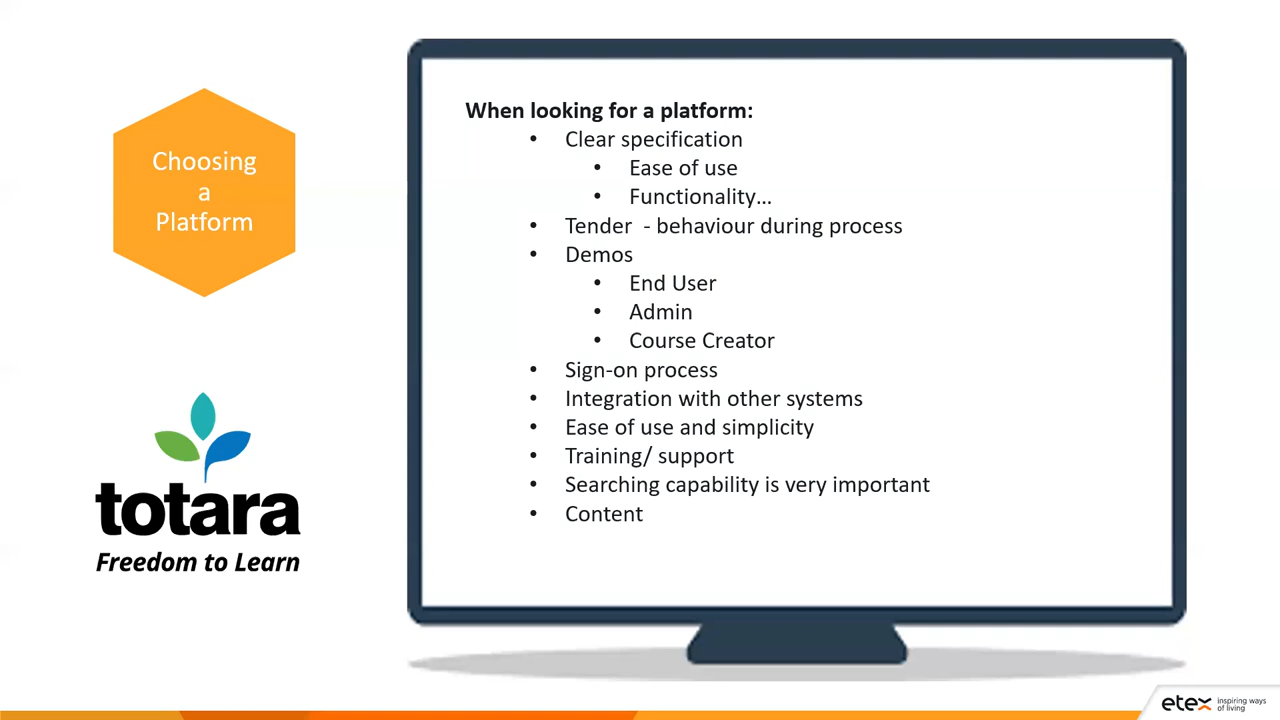 Choosing
a
Platform
totara
Freedom to Learn
When looking for a platform:
• Clear specification
• Ease of use
• Functionality…
• Tender - behaviour during process
• Demos
• End User
• Admin
• Course Creator
• Sign-on process
• Integration with other systems
• Ease of use and simplicity
• Training/ support
• Searching capability is very important
• Content
etex
inspiring ways
of living